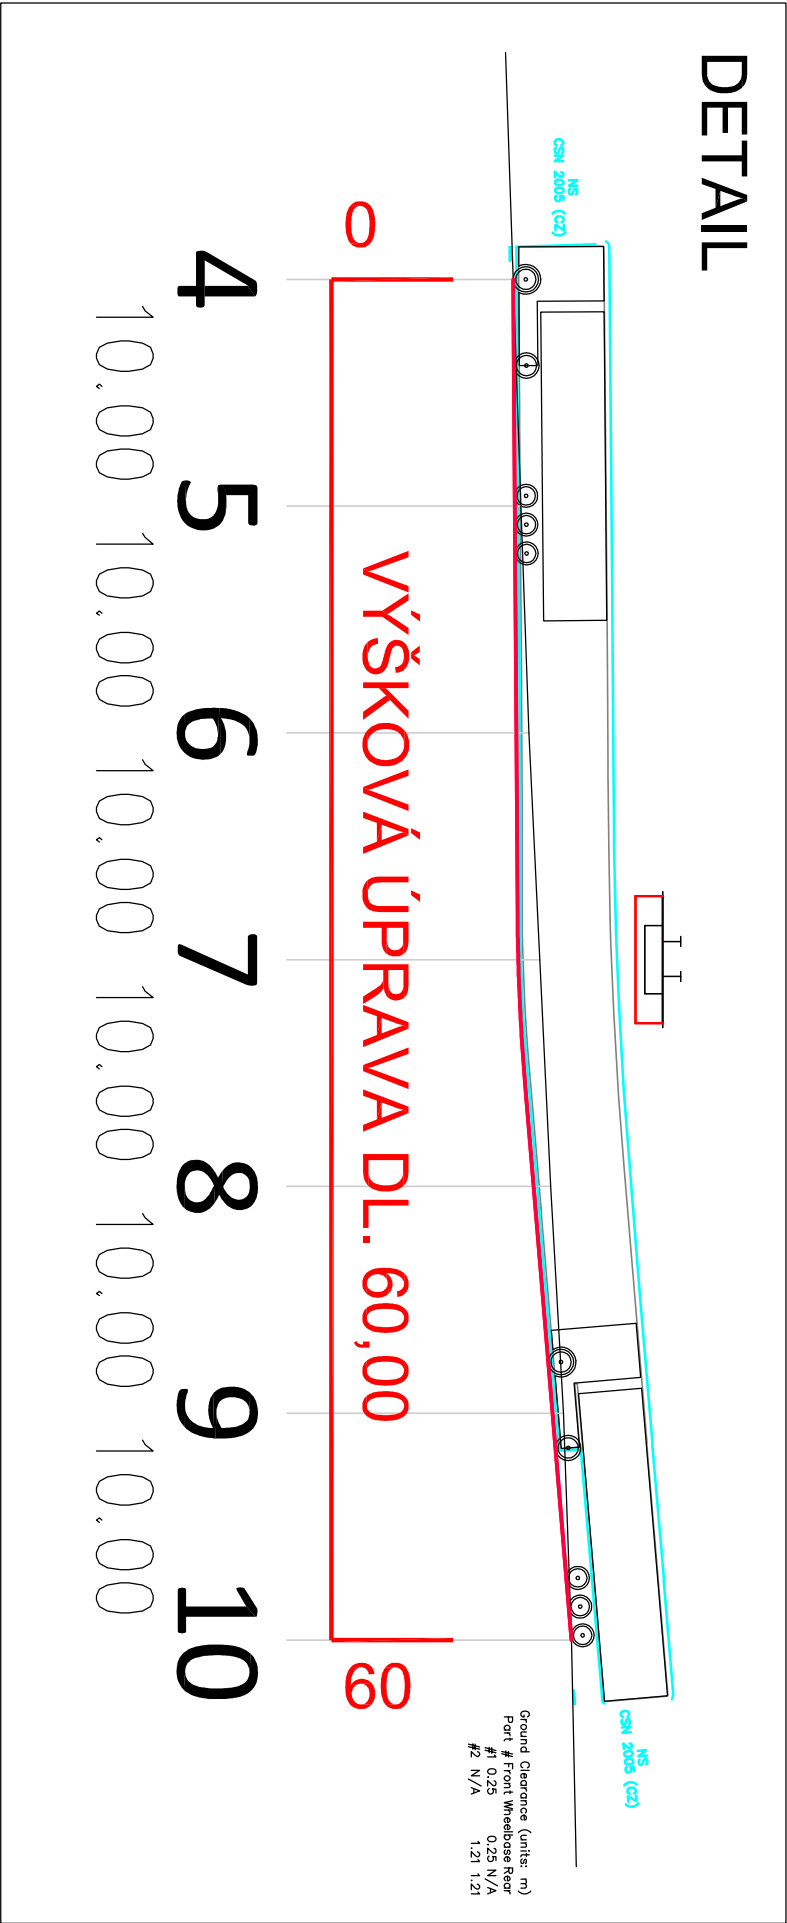 DETAIL
NS
CSN 2005 (CZ)
NS
CSN 2005 (CZ)
Ground Clearance (units: m)
Part # Front Wheelbase Rear
#1 0.25 0.25 N/A
#2 N/A 1.21 1.21
0 60
VÝŠKOVÁ ÚPRAVA DL. 60,00
4 5 6 7 8 9 10
10.00 10.00 10.00 10.00 10.00 10.00